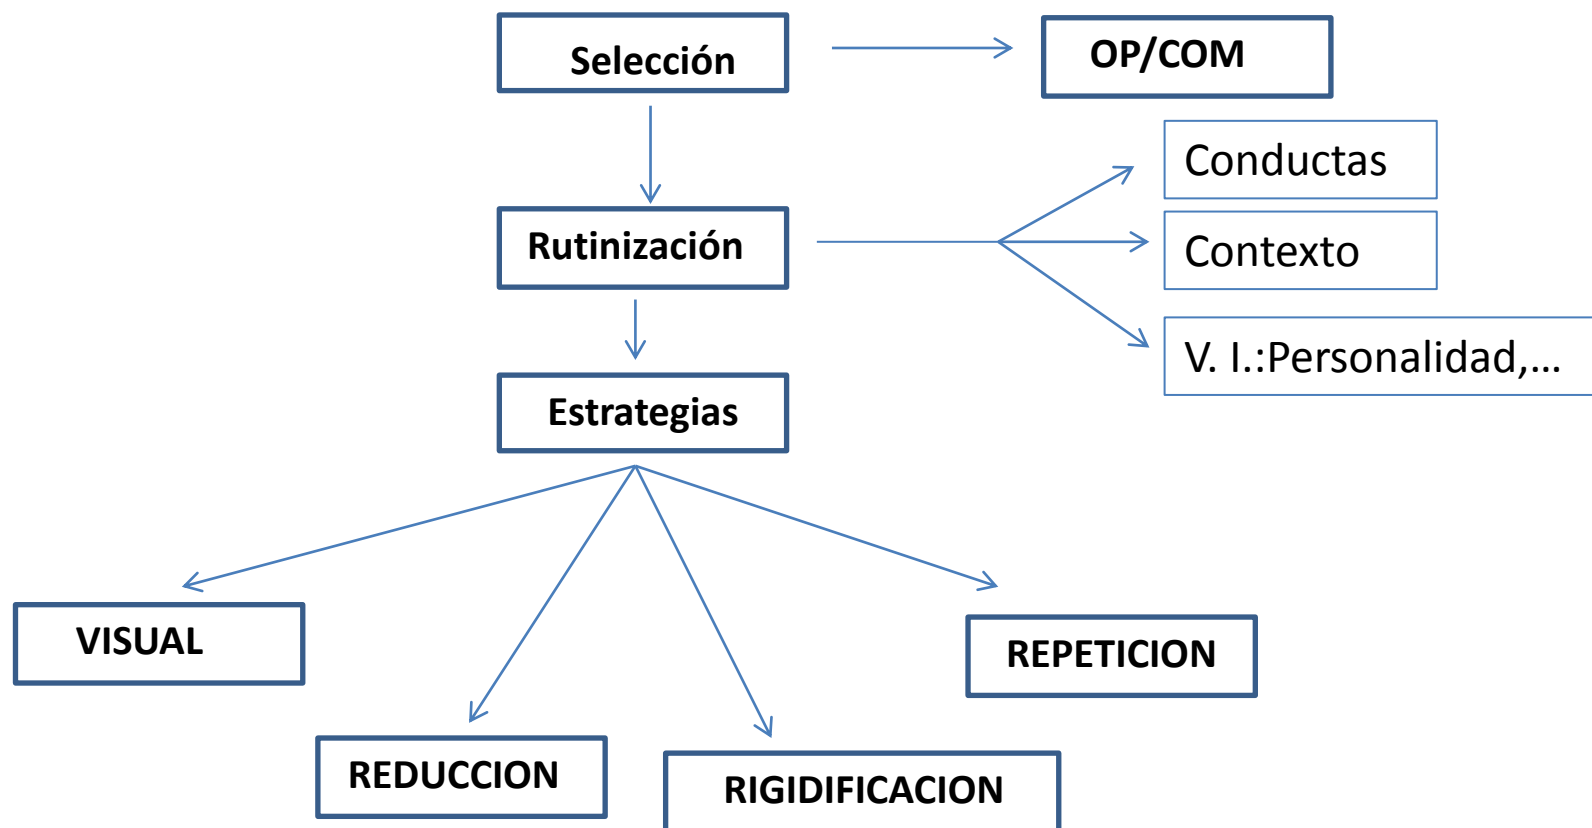 Selección
OP/COM
Conductas
Rutinización
Contexto
V. I.:Personalidad,...
Estrategias
VISUAL
REPETICION
REDUCCION
RIGIDIFICACION